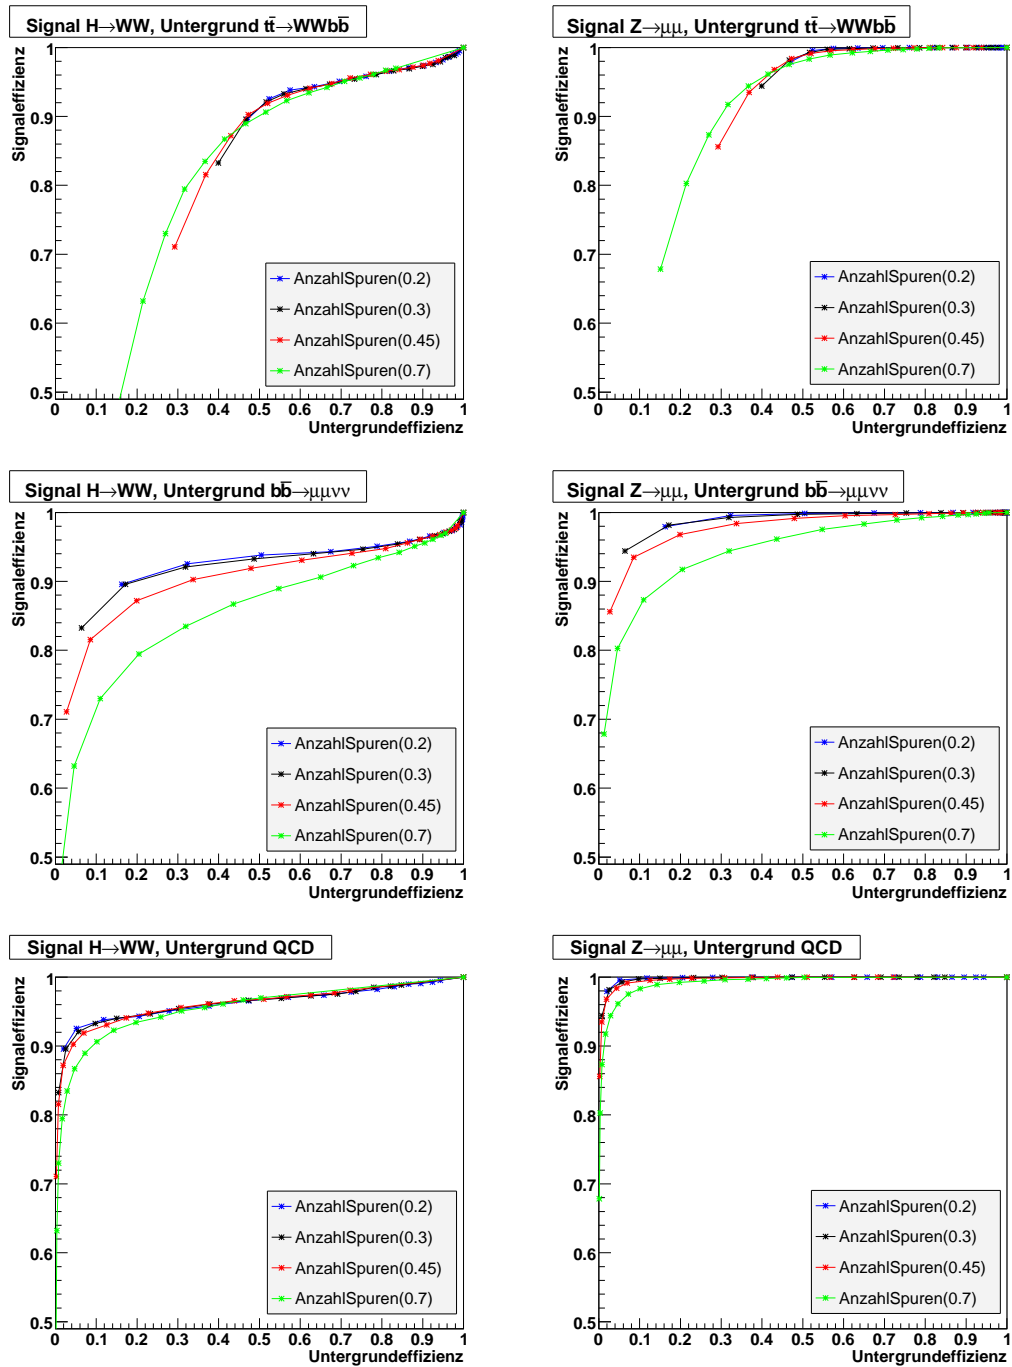 Signal H→WW, Untergrund tt̄→WWbb̄
Signaleffizienz
1
0.9
0.8
0.7
0.6
0.5
AnzahlSpuren(0.2)
AnzahlSpuren(0.3)
AnzahlSpuren(0.45)
AnzahlSpuren(0.7)
0 0.1 0.2 0.3 0.4 0.5 0.6 0.7 0.8 0.9 1
Untergrundeffizienz
Signal Z→μμ, Untergrund tt̄→WWbb̄
Signaleffizienz
1
0.9
0.8
0.7
0.6
0.5
AnzahlSpuren(0.2)
AnzahlSpuren(0.3)
AnzahlSpuren(0.45)
AnzahlSpuren(0.7)
0 0.1 0.2 0.3 0.4 0.5 0.6 0.7 0.8 0.9 1
Untergrundeffizienz
Signal H→WW, Untergrund bb̄→μμνν
Signaleffizienz
1
0.9
0.8
0.7
0.6
0.5
AnzahlSpuren(0.2)
AnzahlSpuren(0.3)
AnzahlSpuren(0.45)
AnzahlSpuren(0.7)
0 0.1 0.2 0.3 0.4 0.5 0.6 0.7 0.8 0.9 1
Untergrundeffizienz
Signal Z→μμ, Untergrund bb̄→μμνν
Signaleffizienz
1
0.9
0.8
0.7
0.6
0.5
AnzahlSpuren(0.2)
AnzahlSpuren(0.3)
AnzahlSpuren(0.45)
AnzahlSpuren(0.7)
0 0.1 0.2 0.3 0.4 0.5 0.6 0.7 0.8 0.9 1
Untergrundeffizienz
Signal H→WW, Untergrund QCD
Signaleffizienz
1
0.9
0.8
0.7
0.6
0.5
AnzahlSpuren(0.2)
AnzahlSpuren(0.3)
AnzahlSpuren(0.45)
AnzahlSpuren(0.7)
0 0.1 0.2 0.3 0.4 0.5 0.6 0.7 0.8 0.9 1
Untergrundeffizienz
Signal Z→μμ, Untergrund QCD
Signaleffizienz
1
0.9
0.8
0.7
0.6
0.5
AnzahlSpuren(0.2)
AnzahlSpuren(0.3)
AnzahlSpuren(0.45)
AnzahlSpuren(0.7)
0 0.1 0.2 0.3 0.4 0.5 0.6 0.7 0.8 0.9 1
Untergrundeffizienz